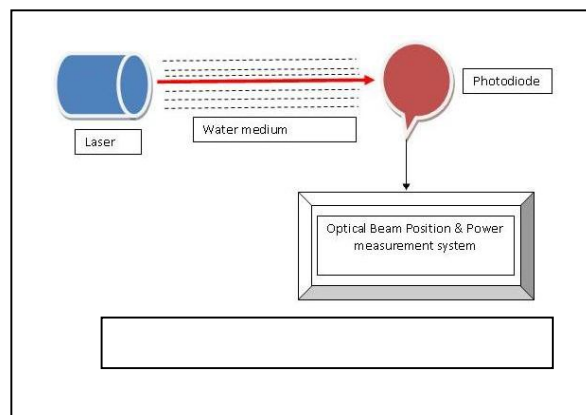 Photodiode
Water medium
Laser
Optical Beam Position & Power
measurement system